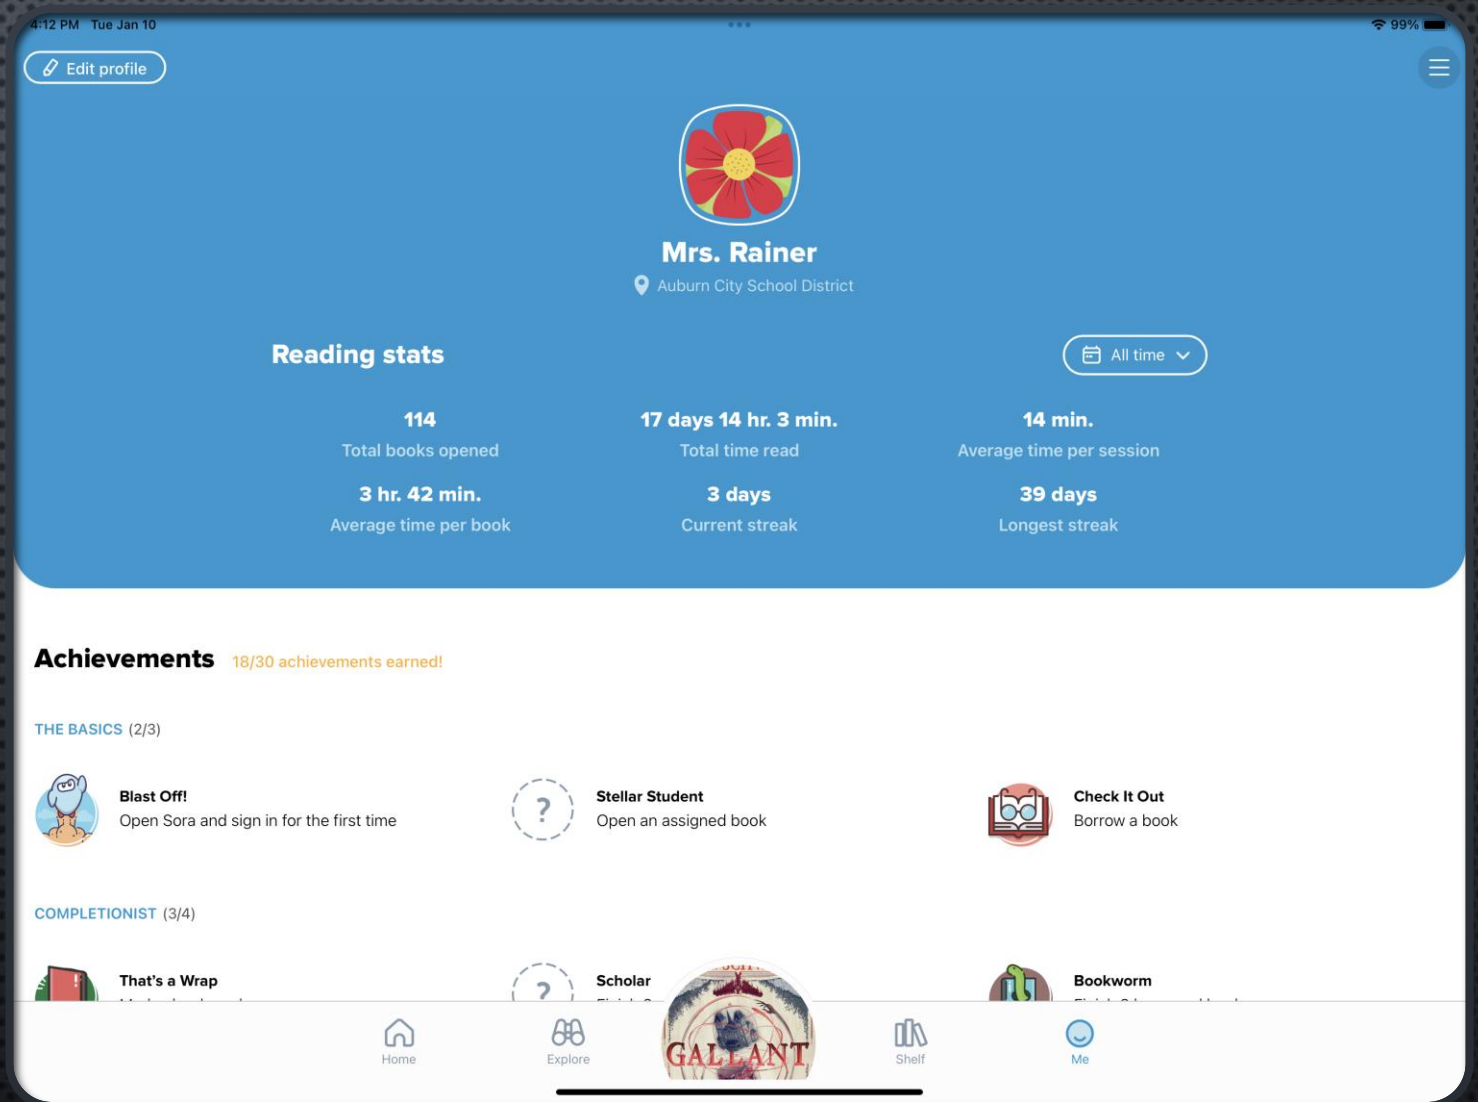 4:12 PM Tue Jan 10
99%
Edit profile
Mrs. Rainer
Auburn City School District
Reading stats
All time
114
Total books opened
17 days 14 hr. 3 min.
Total time read
14 min.
Average time per session
3 hr. 42 min.
Average time per book
3 days
Current streak
39 days
Longest streak
Achievements 18/30 achievements earned!
THE BASICS (2/3)
Blast Off!
Open Sora and sign in for the first time
?
Stellar Student
Open an assigned book
Check It Out
Borrow a book
COMPLETIONIST (3/4)
That's a Wrap
?
Scholar
Bookworm
Home
Explore
GALLANT
Shelf
Me